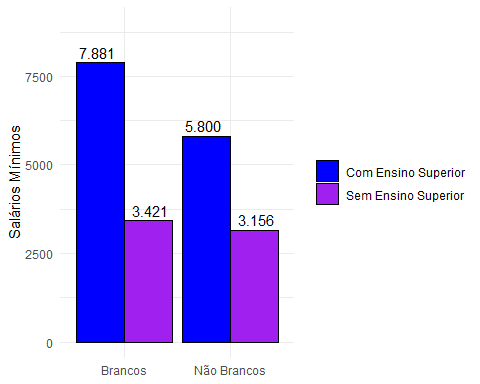 7.881
7500
5.800
Com Ensino Superior
5000
Sem Ensino Superior
Salários Mínimos
3.421
3.156
2500
0
Brancos
Não Brancos